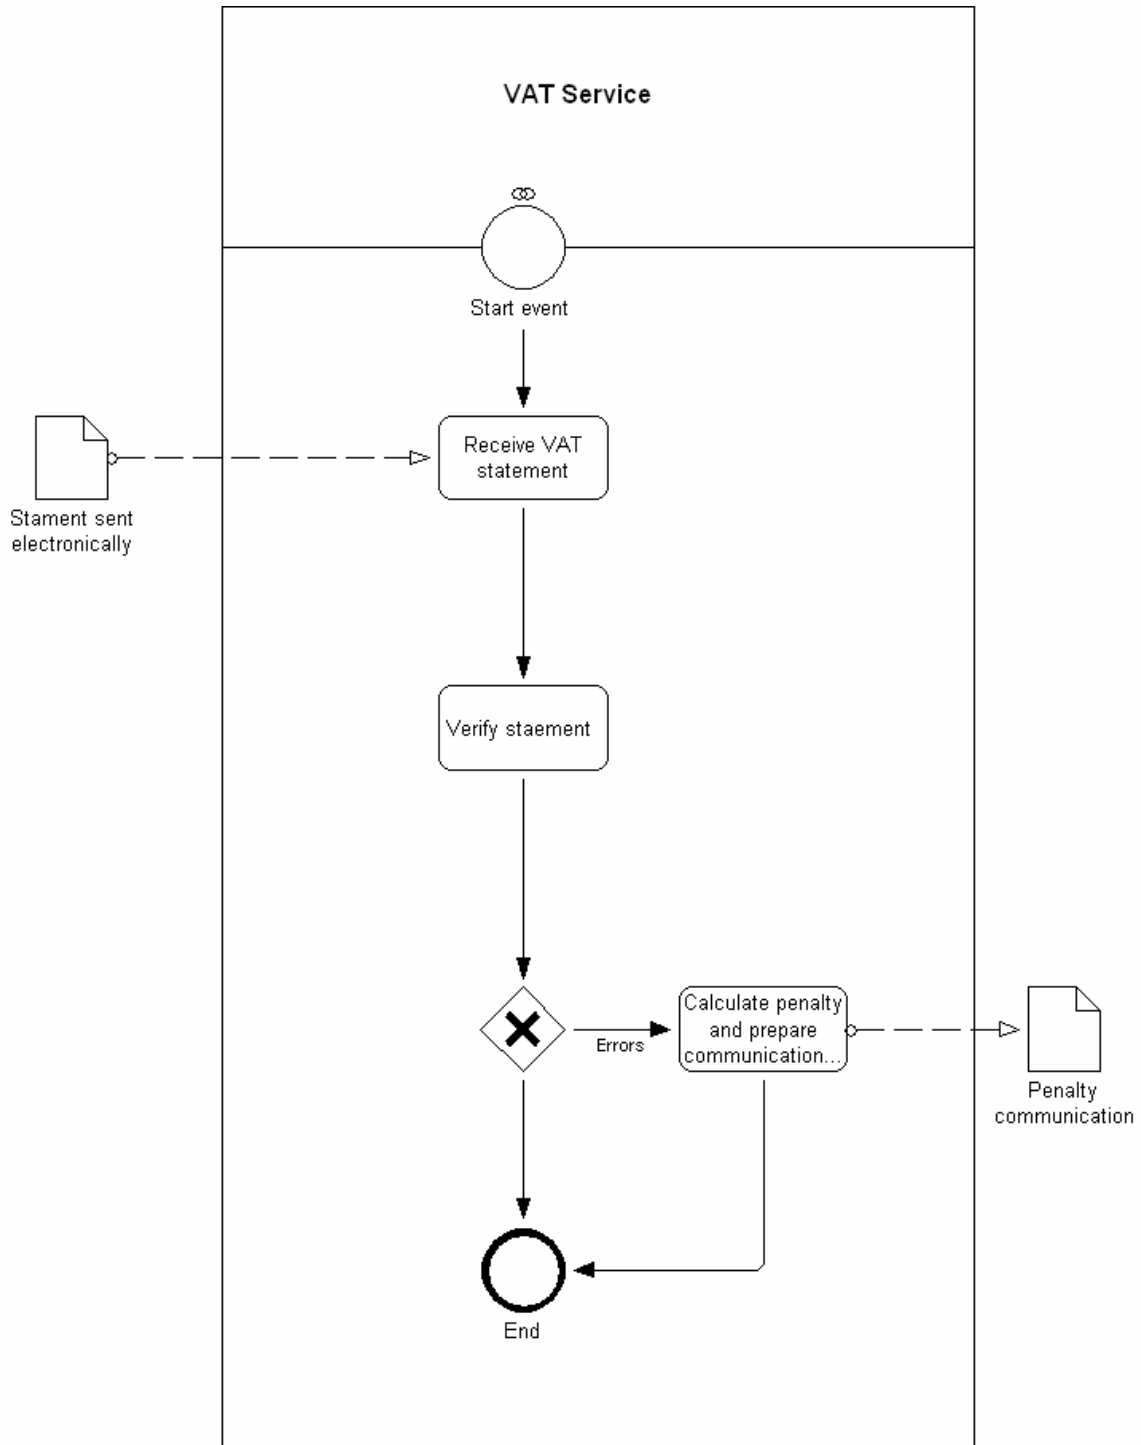 VAT Service
Start event
Receive VAT
statement
Stament sent
electronically
Verify staement
Errors
Calculate penalty
and prepare
communication...
Penalty
communication
End